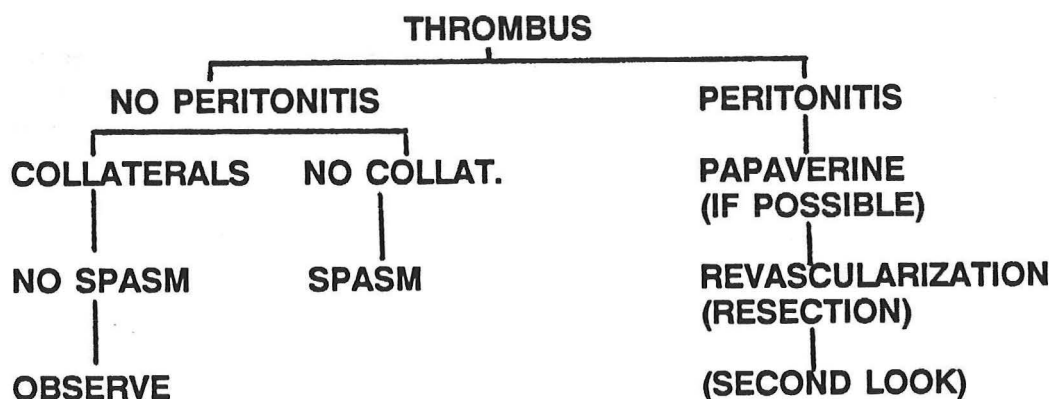 THROMBUS
NO PERITONITIS
PERITONITIS
COLLATERALS
NO COLLAT.
PAPAVERINE
(IF POSSIBLE)
NO SPASM
SPASM
REVASCULARIZATION
(RESECTION)
OBSERVE
(SECOND LOOK)